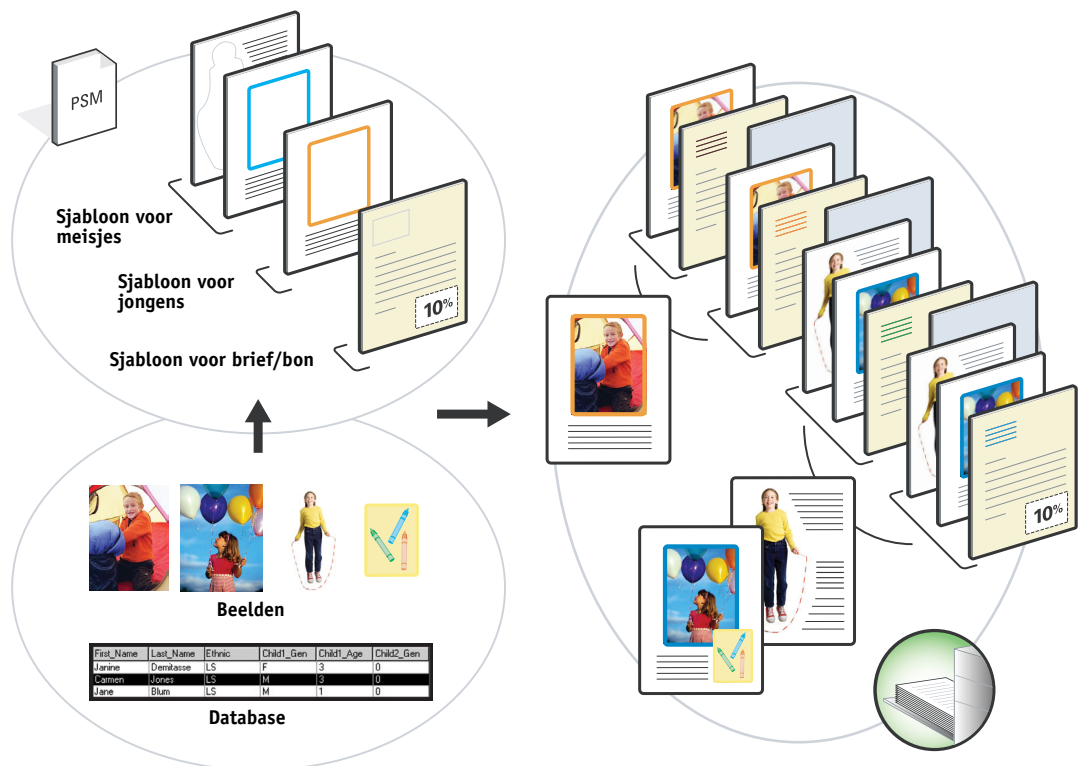 PSM
Sjabloon voor
meisjes
Sjabloon voor
jongens
Sjabloon voor brief/bon
10%
10%
Beelden
First_Name Last_Name Ethnic Child1_Gen Child1_Age Child2_Gen
Janine Demitasse LS F 3 0
Carmen Jones LS M 3 0
Jane Blum LS M 1 0
Database